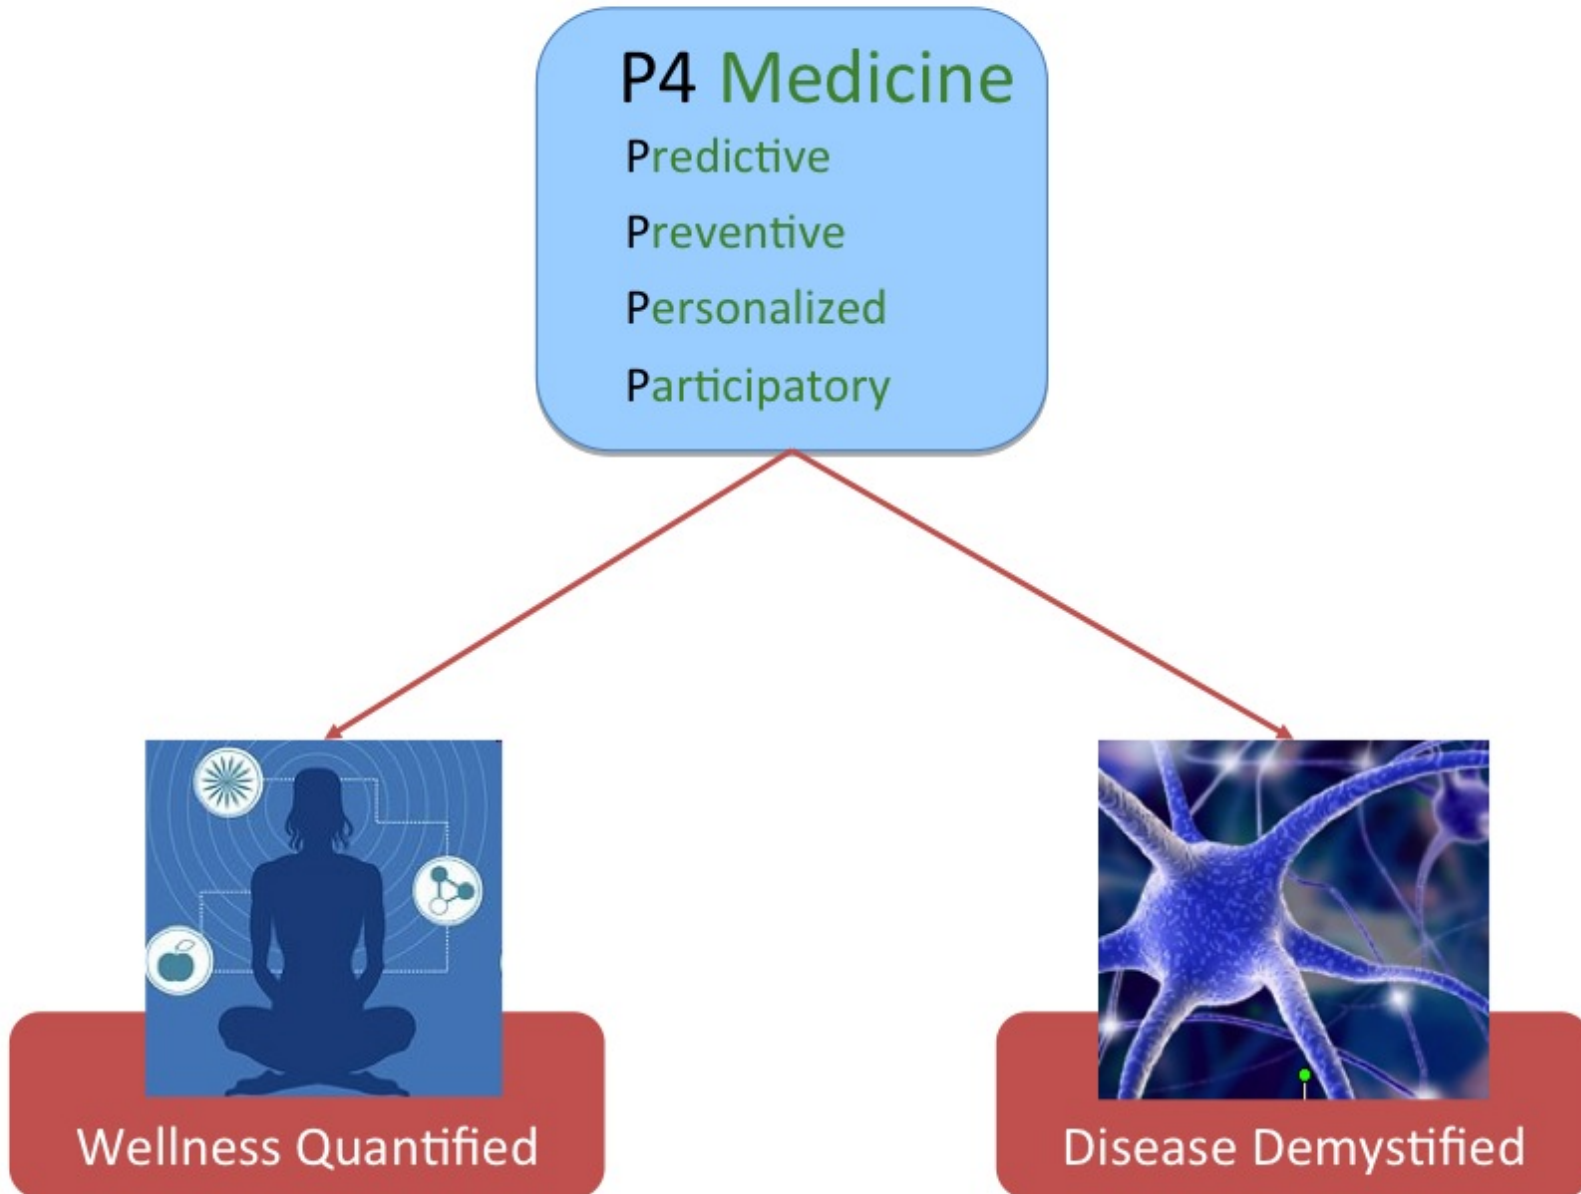 P4 Medicine
Predictive
Preventive
Personalized
Participatory
Wellness Quantified
Disease Demystified